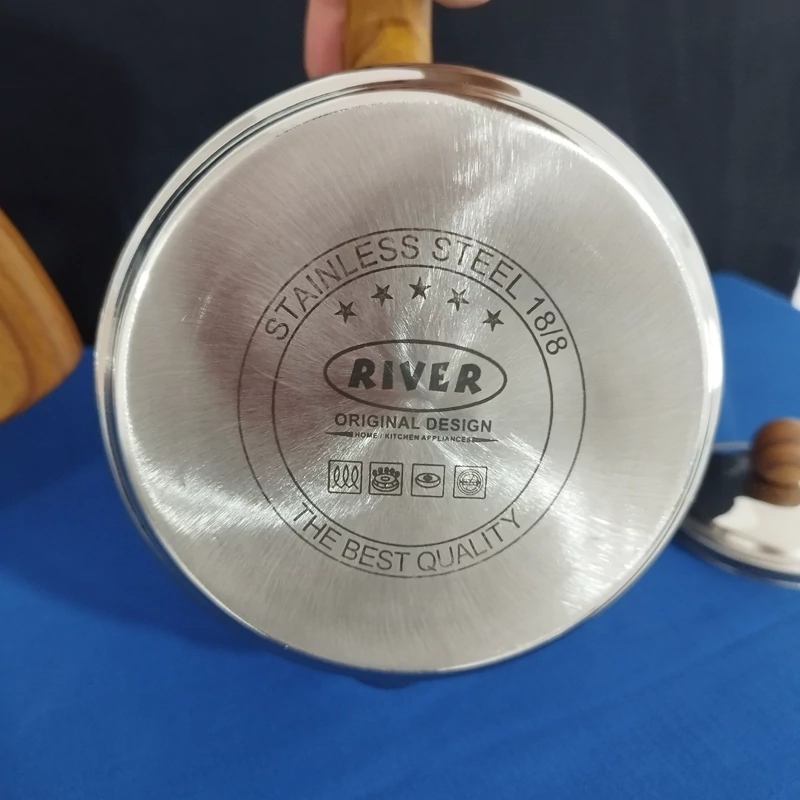 STAINLESS STEEL 18/8
RIVER
ORIGINAL DESIGN
HOME / KITCHEN APPLIANCES
THE BEST QUALITY